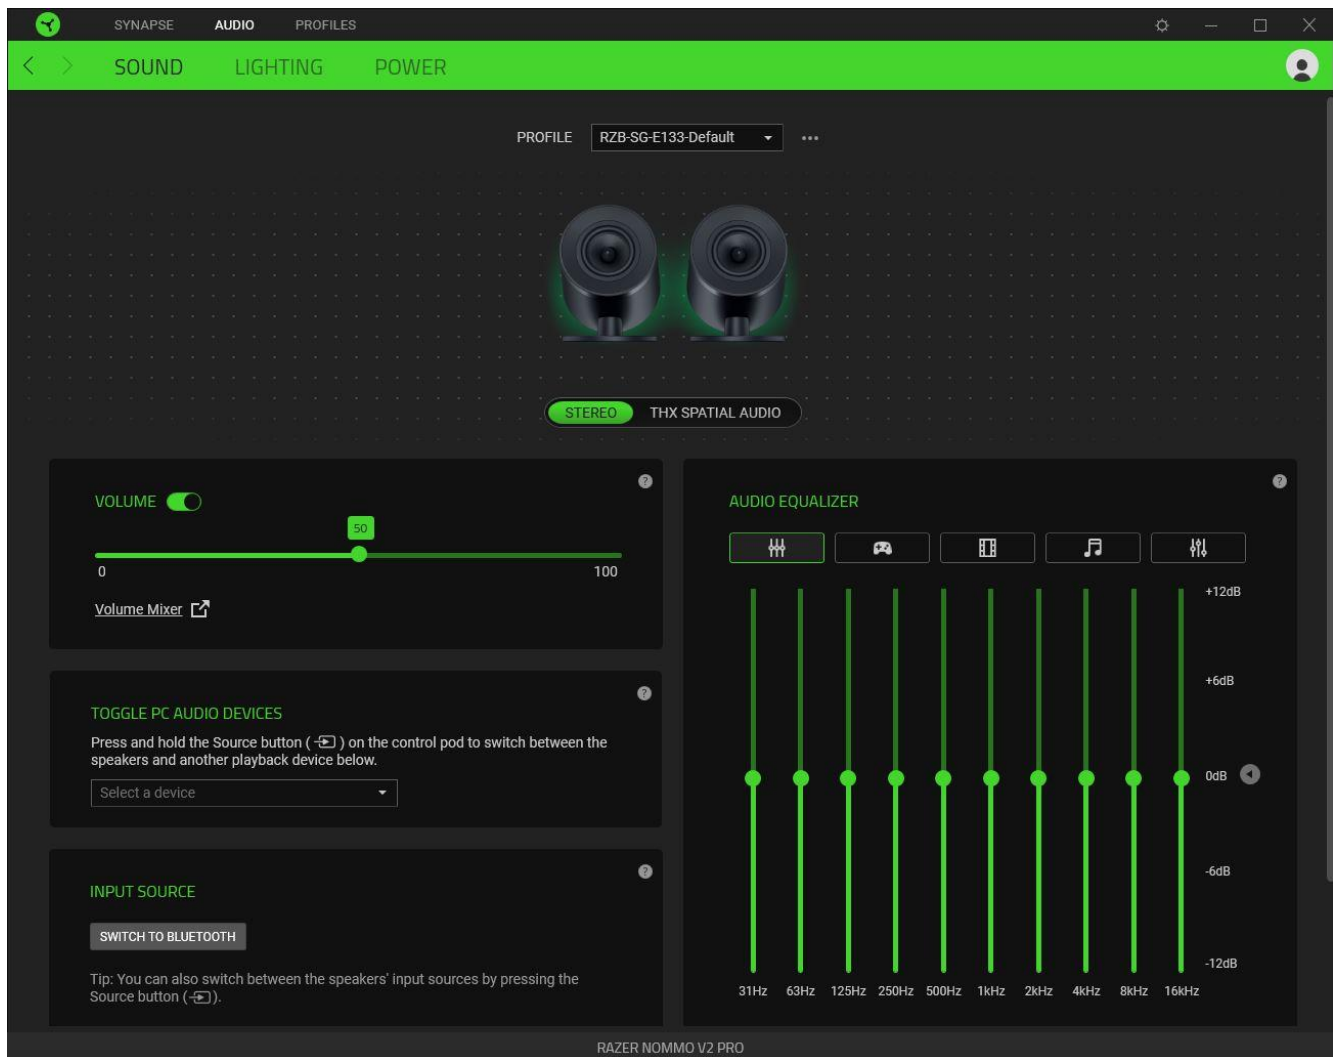 SYNAPSE AUDIO PROFILES
SOUND LIGHTING POWER
PROFILE RZB-SG-E133-Default
STEREO THX SPATIAL AUDIO
VOLUME
50
0 100
Volume Mixer
TOGGLE PC AUDIO DEVICES
Press and hold the Source button ( ) on the control pod to switch between the
speakers and another playback device below.
Select a device
INPUT SOURCE
SWITCH TO BLUETOOTH
Tip: You can also switch between the speakers' input sources by pressing the
Source button ( ).
AUDIO EQUALIZER
+12dB
+6dB
0dB
-6dB
-12dB
31Hz 63Hz 125Hz 250Hz 500Hz 1kHz 2kHz 4kHz 8kHz 16kHz
RAZER NOMMO V2 PRO